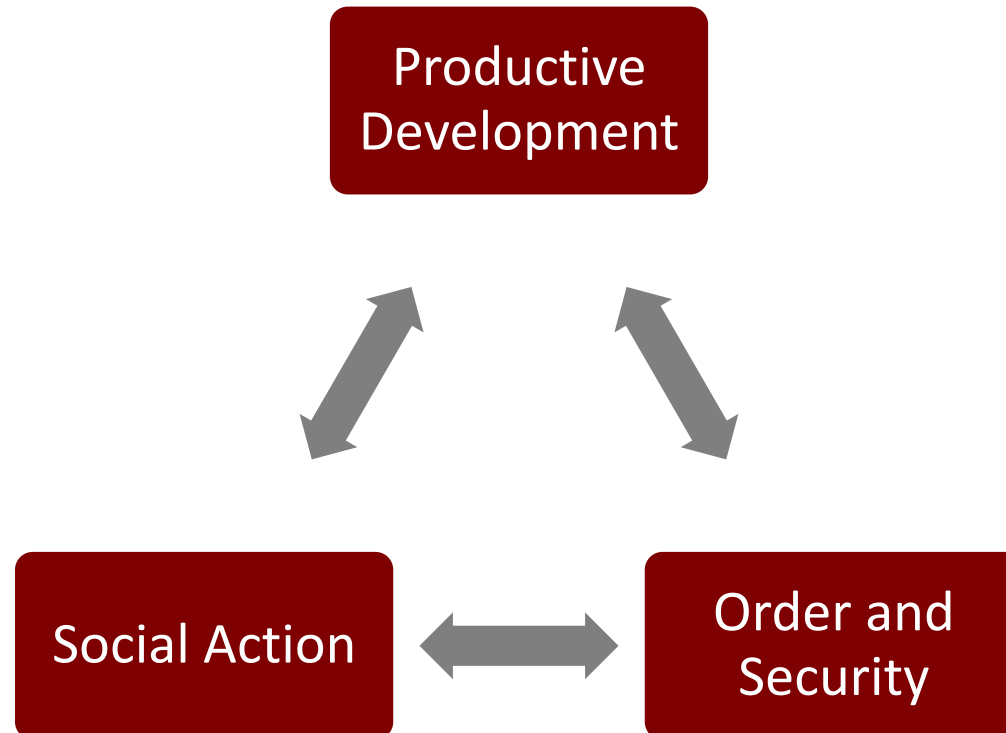 Productive
Development
Social Action
Order and
Security